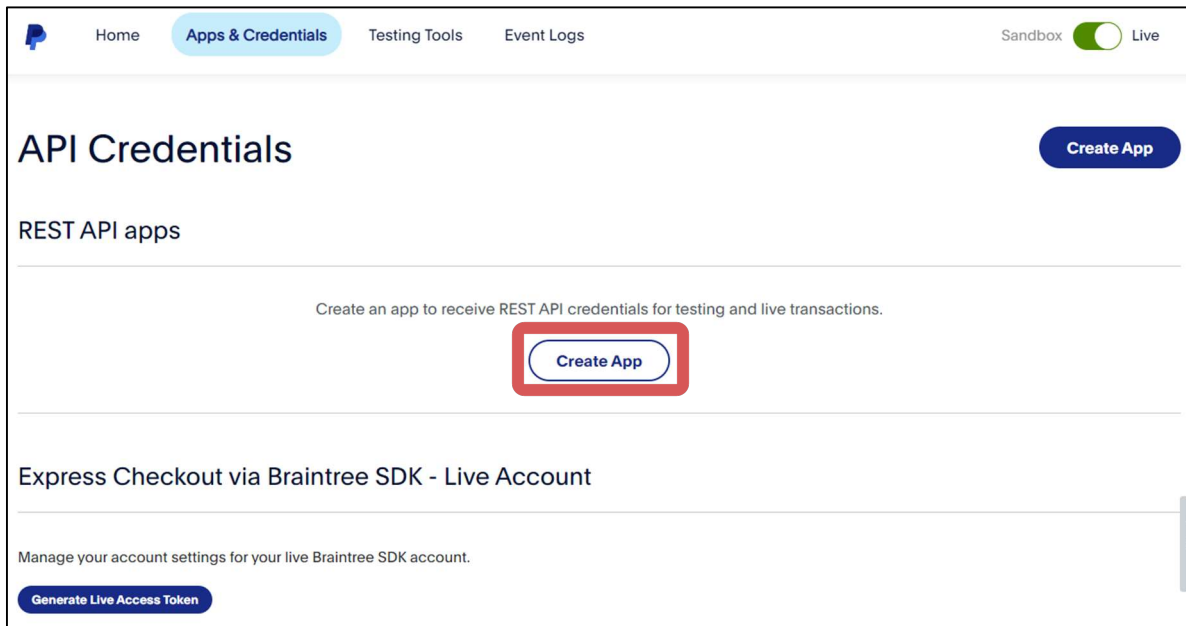 Home Apps & Credentials Testing Tools Event Logs Sandbox Live
API Credentials Create App
REST API apps
Create an app to receive REST API credentials for testing and live transactions.
Create App
Express Checkout via Braintree SDK - Live Account
Manage your account settings for your live Braintree SDK account.
Generate Live Access Token